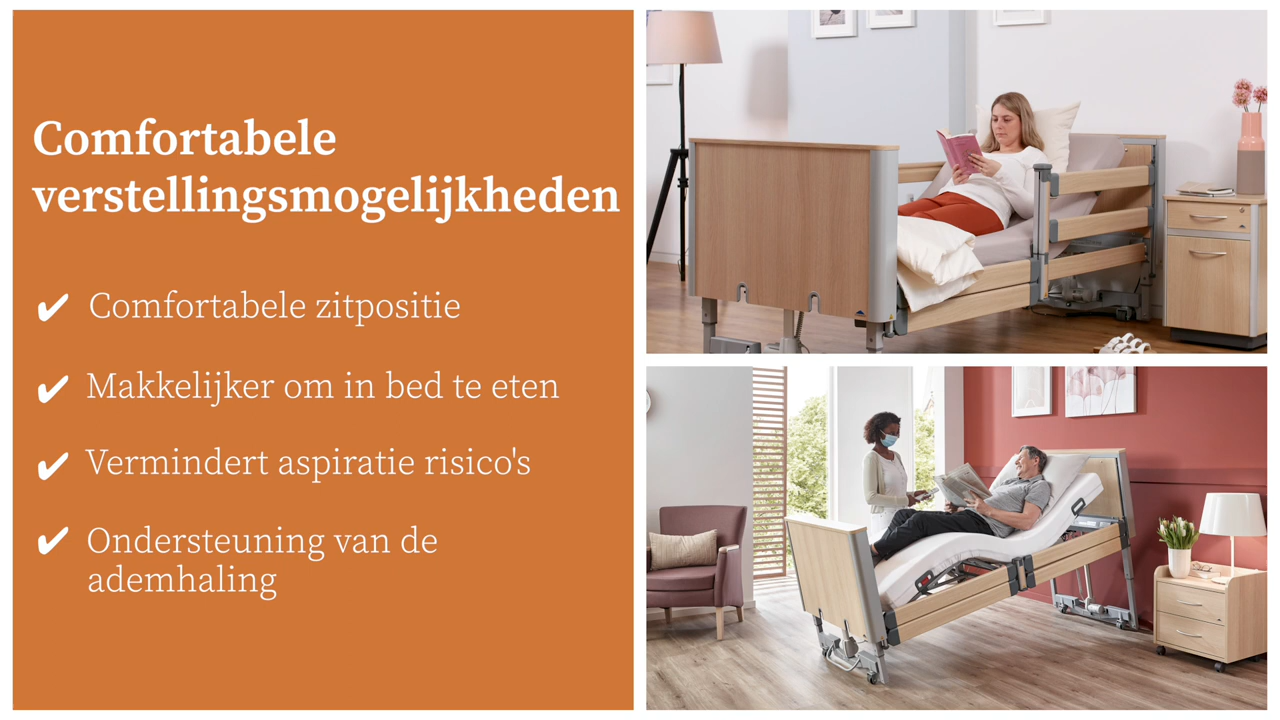 Comfortabele
verstellingsmogelijkheden
✔ Comfortabele zitpositie
✔ Makkelijker om in bed te eten
✔ Vermindert aspiratie risico's
✔ Ondersteuning van de
ademhaling